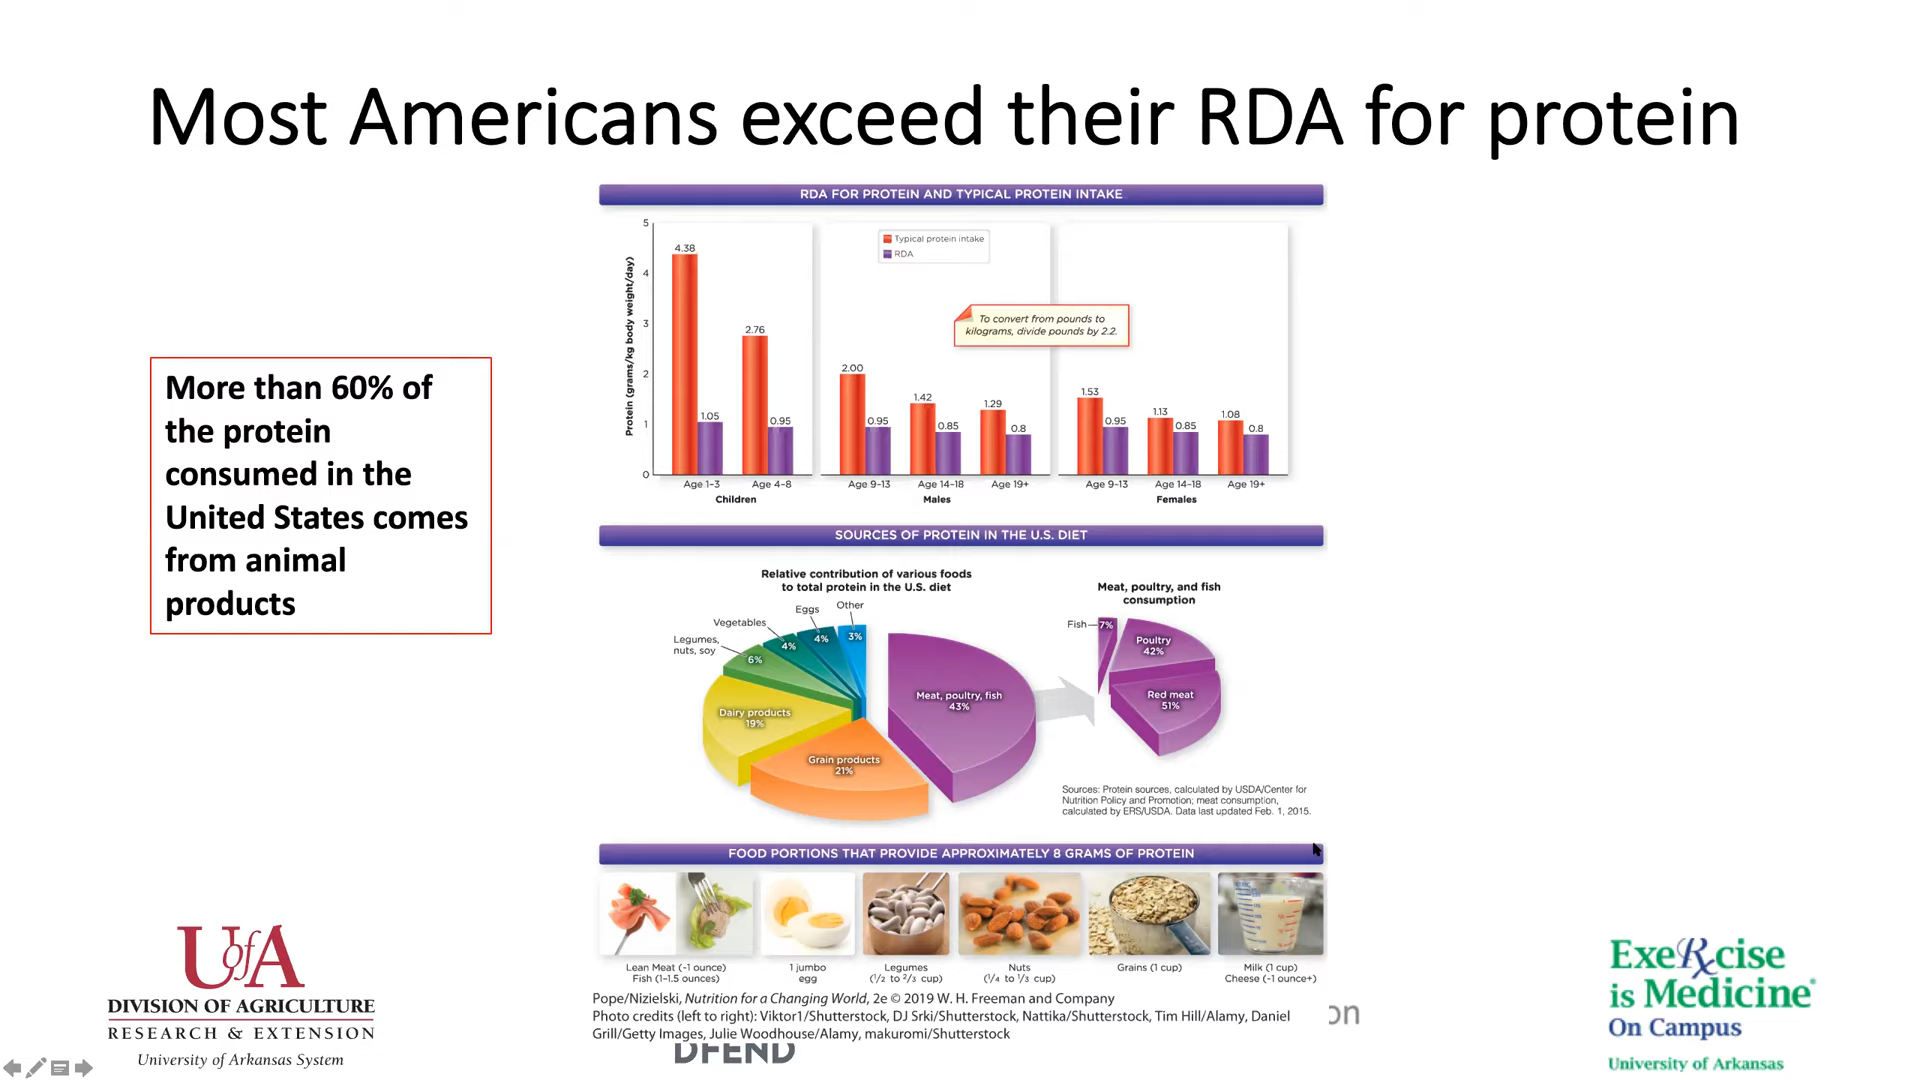 Most Americans exceed their RDA for protein
More than 60% of
the protein
consumed in the
United States comes
from animal
products
RDA FOR PROTEIN AND TYPICAL PROTEIN INTAKE
Protein (grams/kg body weight/day)
5
4
3
2
1
0
Typical protein intake
RDA
To convert from pounds to
kilograms, divide pounds by 2.2.
4.38
1.05
2.76
0.95
2.00
0.95
1.42
0.85
1.29
0.8
1.53
0.95
1.13
0.85
1.08
0.8
Age 1–3
Age 4–8
Age 9–13
Age 14–18
Age 19+
Age 9–13
Age 14–18
Age 19+
Children
Males
Females
SOURCES OF PROTEIN IN THE U.S. DIET
Relative contribution of various foods
to total protein in the U.S. diet
Other
3%
Eggs
4%
Vegetables
4%
Legumes,
nuts, soy
6%
Dairy products
19%
Grain products
21%
Meat, poultry, fish
43%
Meat, poultry, and fish
consumption
Fish
7%
Poultry
42%
Red meat
51%
Sources: Protein sources, calculated by USDA/Center for
Nutrition Policy and Promotion; meat consumption,
calculated by ERS/USDA. Data last updated Feb. 1, 2015.
FOOD PORTIONS THAT PROVIDE APPROXIMATELY 8 GRAMS OF PROTEIN
Lean Meat (~1 ounce)
Fish (1–1.5 ounces)
1 jumbo
egg
Legumes
(1/2 to 2/3 cup)
Nuts
(1/4 to 1/3 cup)
Grains (1 cup)
Milk (1 cup)
Cheese (~1 ounce+)
Pope/Nizielski, Nutrition for a Changing World, 2e © 2019 W. H. Freeman and Company
Photo credits (left to right): Viktor1/Shutterstock, DJ Srki/Shutterstock, Nattika/Shutterstock, Tim Hill/Alamy, Daniel
Grill/Getty Images, Julie Woodhouse/Alamy, makuromi/Shutterstock
on
DFEND
UofA
DIVISION OF AGRICULTURE
RESEARCH & EXTENSION
University of Arkansas System
ExeRxcise
is Medicine®
On Campus
University of Arkansas